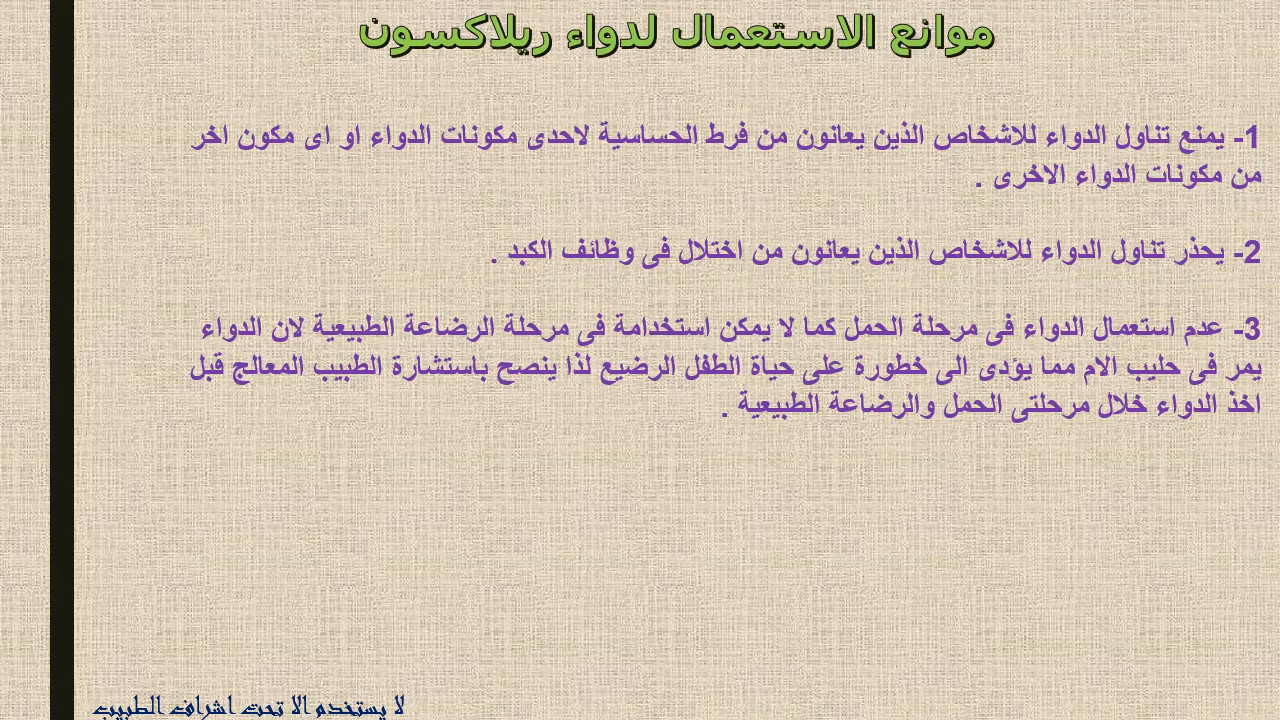 موانع الاستعمال لدواء ريلاكسون
1- يمنع تناول الدواء للاشخاص الذين يعانون من فرط الحساسية لاحدى مكونات الدواء او اى مكون اخر
من مكونات الدواء الاخرى .
2- يحذر تناول الدواء للاشخاص الذين يعانون من اختلال فى وظائف الكبد .
3- عدم استعمال الدواء فى مرحلة الحمل كما لا يمكن استخدامة فى مرحلة الرضاعة الطبيعية لان الدواء
يمر فى حليب الام مما يؤدى الى خطورة على حياة الطفل الرضيع لذا ينصح باستشارة الطبيب المعالج قبل
اخذ الدواء خلال مرحلتى الحمل والرضاعة الطبيعية .
لا يستخدم الا تحت اشراف الطبيب